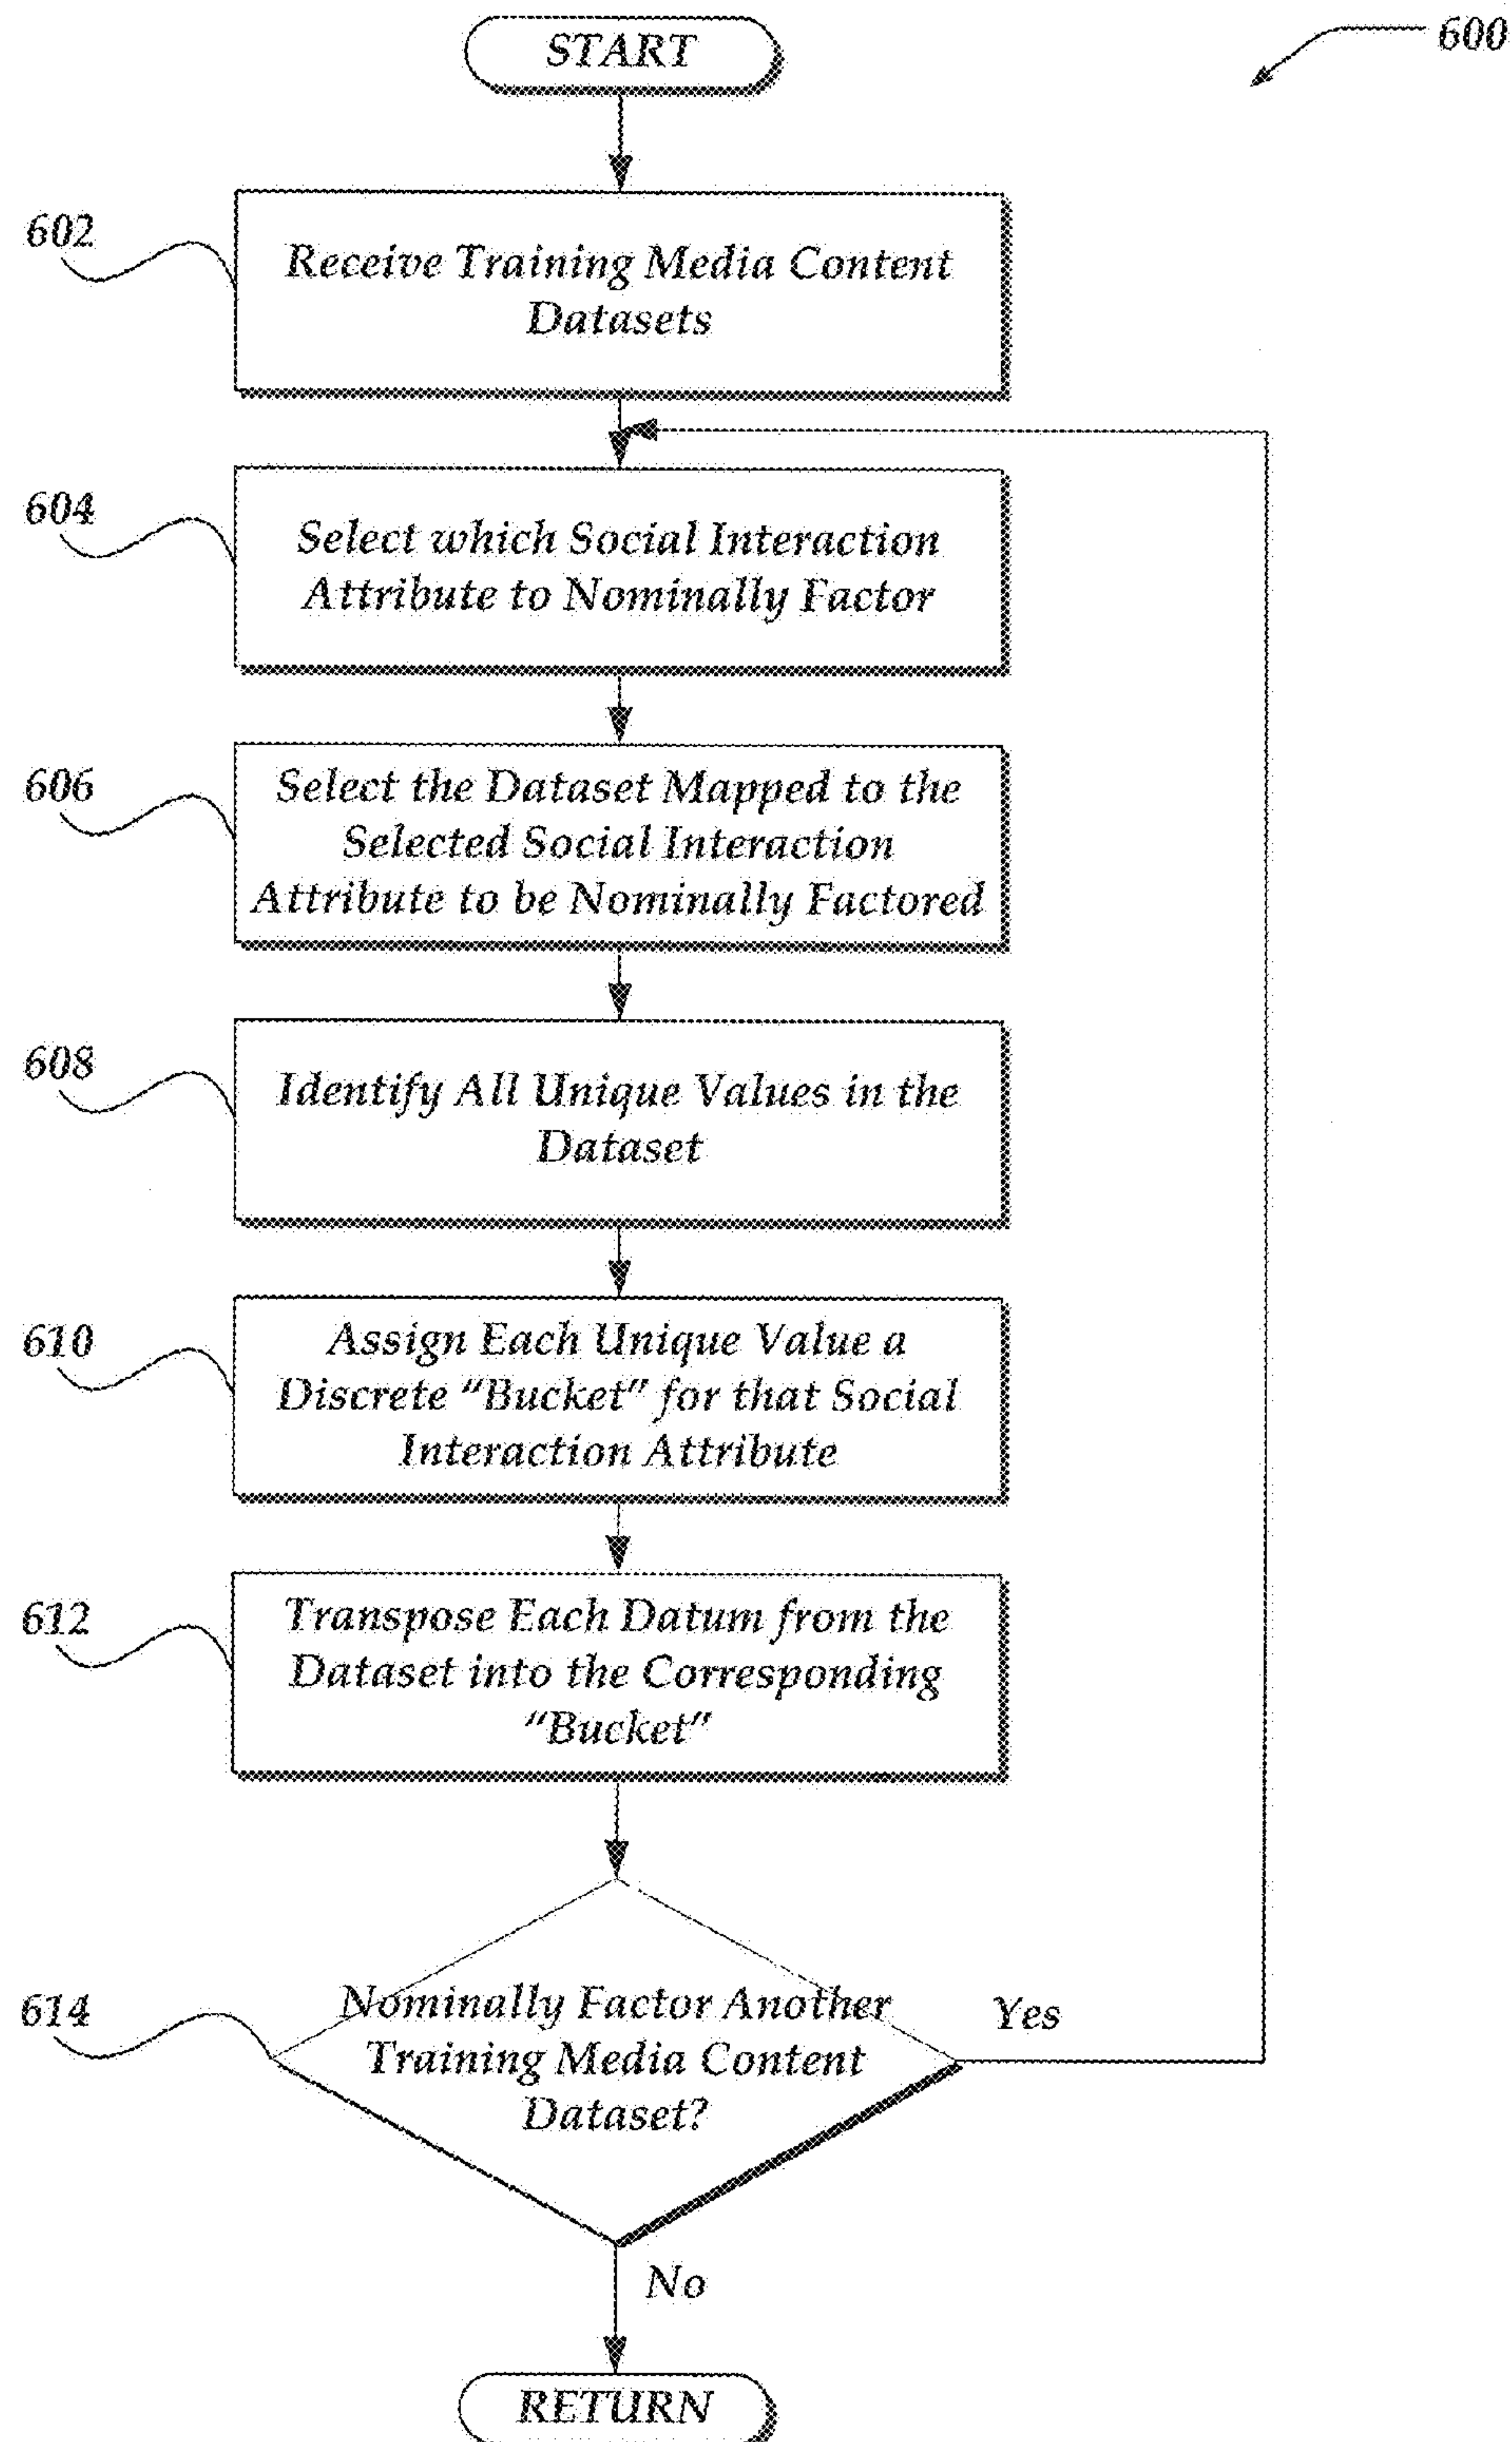 START
600
602
Receive Training Media Content
Datasets
604
Select which Social Interaction
Attribute to Nominally Factor
606
Select the Dataset Mapped to the
Selected Social Interaction
Attribute to be Nominally Factored
608
Identify All Unique Values in the
Dataset
610
Assign Each Unique Value a
Discrete "Bucket" for that Social
Interaction Attribute
612
Transpose Each Datum from the
Dataset into the Corresponding
"Bucket"
614
Nominally Factor Another
Training Media Content
Dataset?
Yes
No
RETURN